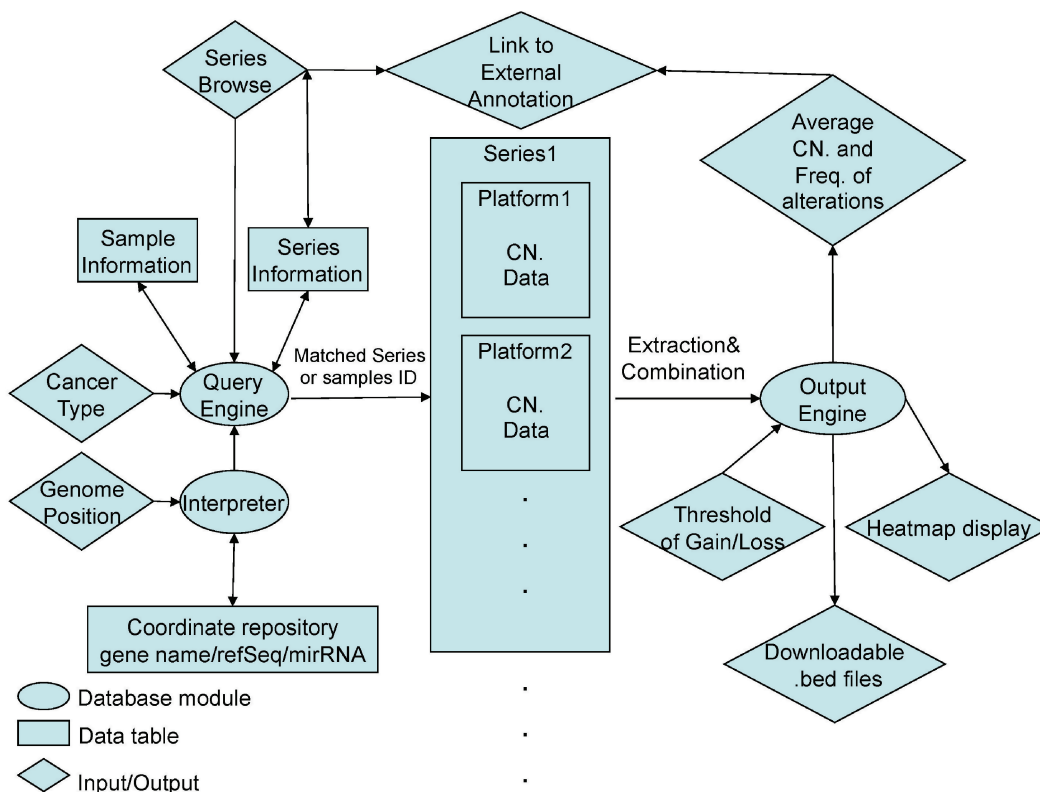 Series
Browse
Link to
External
Annotation
Average
CN. and
Freq. of
alterations
Series1
Platform1
CN.
Data
Sample
Information
Series
Information
Platform2
CN.
Data
Matched Series
or samples ID
Extraction&
Combination
Cancer
Type
Query
Engine
Output
Engine
Genome
Position
Interpreter
Threshold
of Gain/Loss
Heatmap display
Coordinate repository
gene name/refSeq/mirRNA
Downloadable
.bed files
Database module
Data table
Input/Output